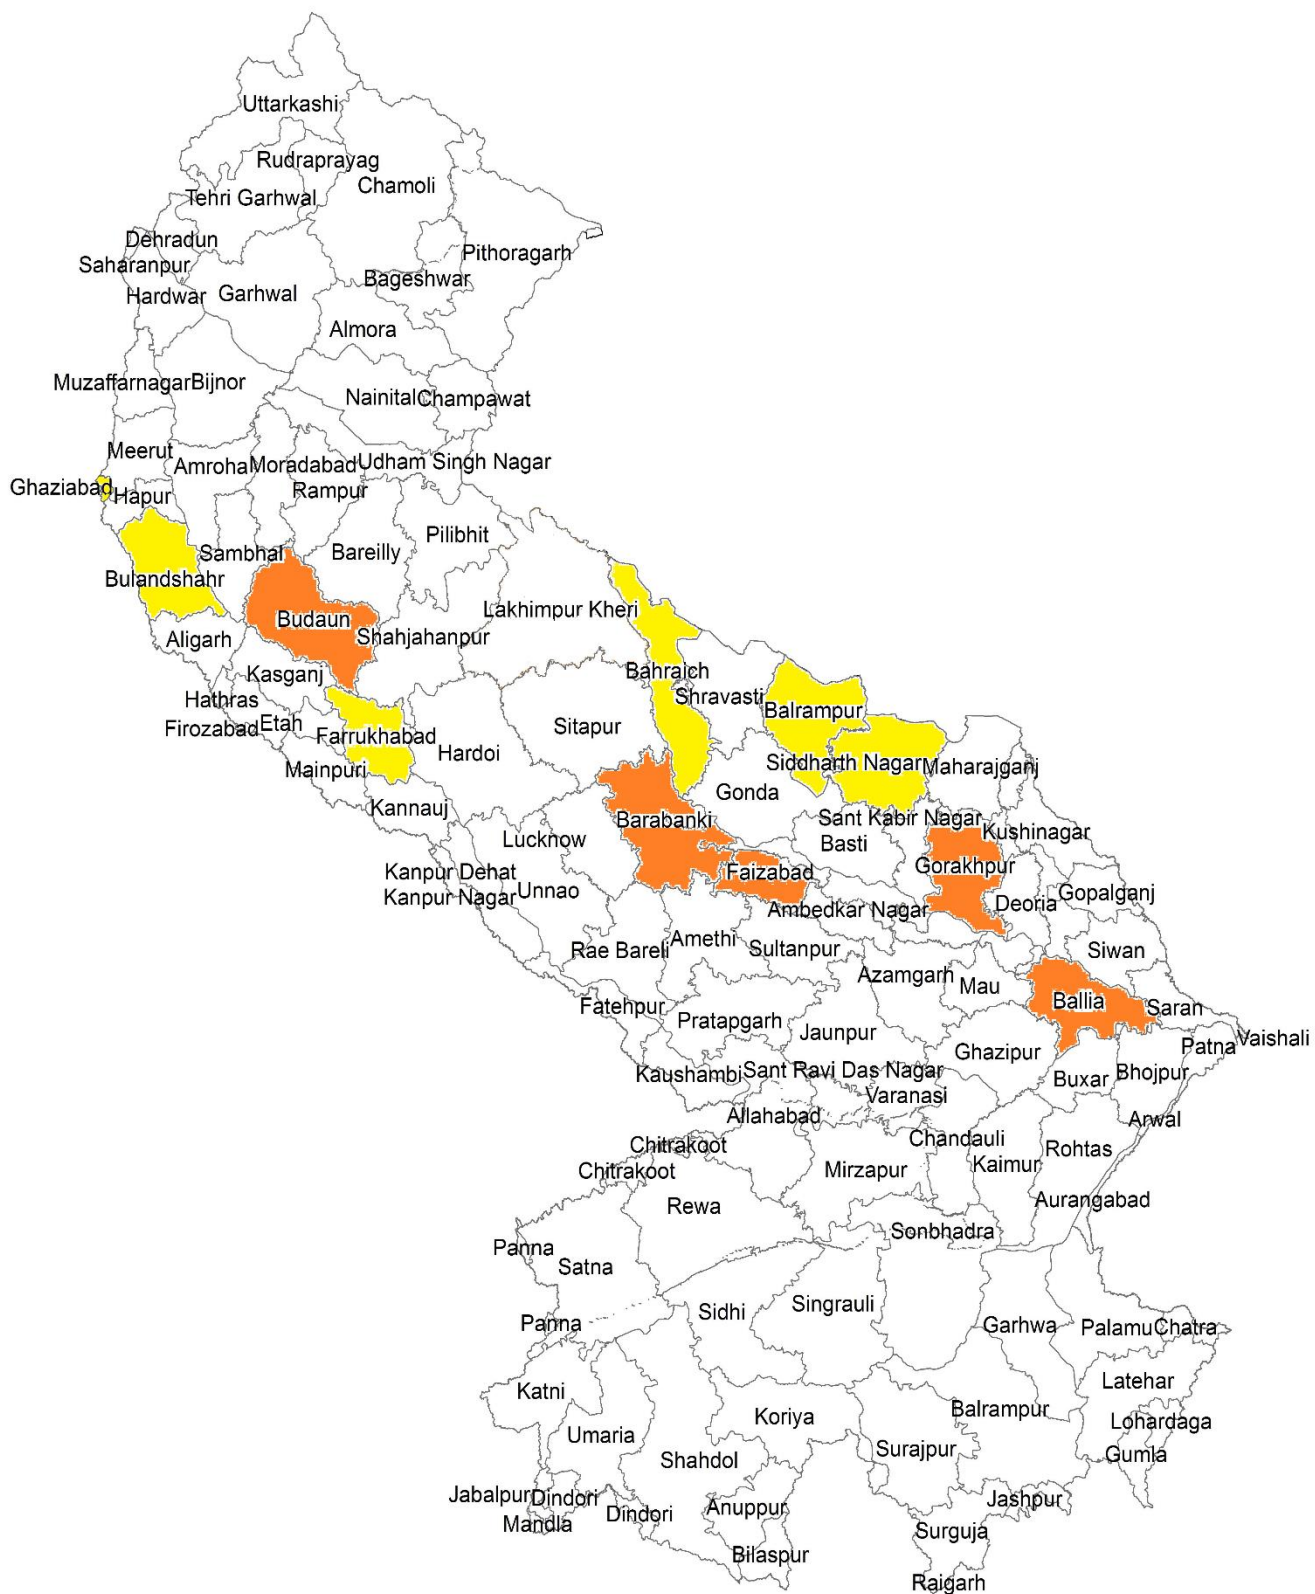 Uttarkashi
Rudraprayag
Chamoli
Tehri Garhwal
Dehradun
Pithoragarh
Saharanpur
Bageshwar
Hardwar
Garhwal
Almora
Muzaffarnagar
Bijnor
Nainital
Champawat
Meerut
Amroha
Moradabad
Udham Singh Nagar
Ghaziabad
Hapur
Rampur
Pilibhit
Sambhal
Bareilly
Bulandshahr
Lakhimpur Kheri
Budaun
Aligarh
Shahjahanpur
Kasganj
Bahraich
Hathras
Shravasti
Firozabad
Etah
Farrukhabad
Sitapur
Balrampur
Hardoi
Mainpuri
Siddharth Nagar
Maharajganj
Gonda
Kannauj
Barabanki
Sant Kabir Nagar
Kushinagar
Lucknow
Basti
Kanpur Dehat
Faizabad
Gorakhpur
Kanpur Nagar
Unnao
Gopalganj
Deoria
Ambedkar Nagar
Amethi
Rae Bareli
Sultanpur
Siwan
Azamgarh
Mau
Fatehpur
Ballia
Saran
Pratapgarh
Jaunpur
Vaishali
Ghazipur
Patna
Kaushambi
Sant Ravi Das Nagar
Buxar
Bhojpur
Varanasi
Allahabad
Arwal
Chitrakoot
Chandauli
Rohtas
Chitrakoot
Mirzapur
Kaimur
Rewa
Aurangabad
Sonbhadra
Panna
Satna
Sidhi
Singrauli
Panna
Garhwa
Palamu
Chatra
Katni
Latehar
Koriya
Balrampur
Lohardaga
Umaria
Surajpur
Shahdol
Gumla
Jabalpur
Dindori
Jashpur
Mandla
Dindori
Anuppur
Surguja
Bilaspur
Raigarh